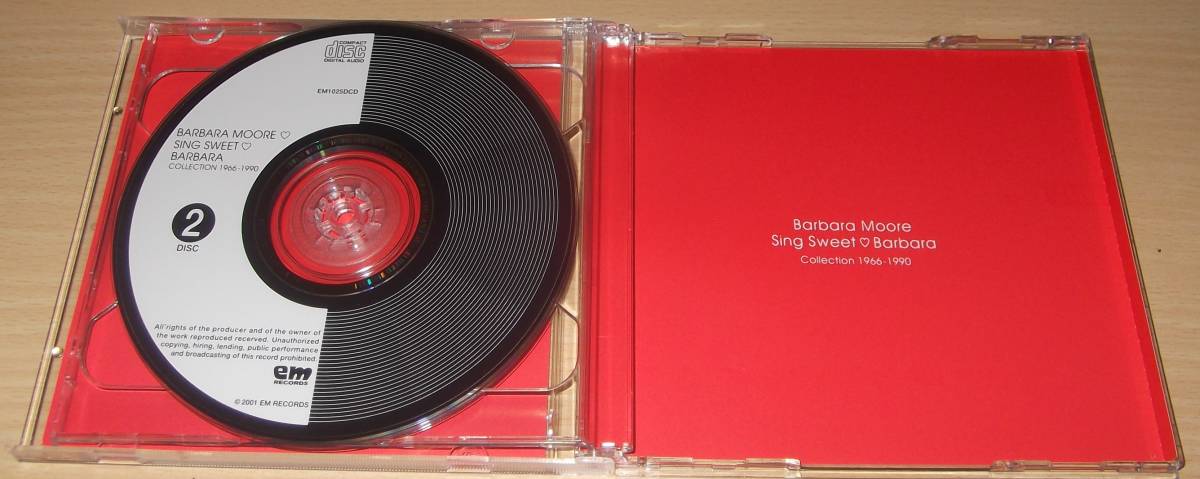 COMPACT
disc
DIGITAL AUDIO
EM1025DCD
BARBARA MOORE ♡
SING SWEET ♡
BARBARA
COLLECTION 1966-1990
2
DISC
All rights of the producer and of the owner of
the work reproduced recerved. Unauthorized
copying, hiring, lending, public performance
and broadcasting of this record prohibited.
em
RECORDS
© 2001 EM RECORDS
Barbara Moore
Sing Sweet ♡ Barbara
Collection 1966-1990